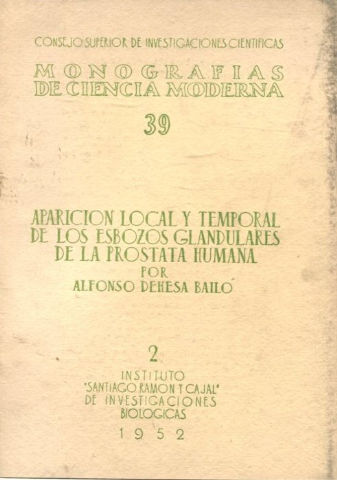 CONSEJO SUPERIOR DE INVESTIGACIONES CIENTIFICAS
MONOGRAFIAS
DE CIENCIA MODERNA
39
APARICION LOCAL Y TEMPORAL
DE LOS ESBOZOS GLANDULARES
DE LA PROSTATA HUMANA
POR
ALFONSO DEHESA BAILO
2
INSTITUTO
"SANTIAGO RAMON Y CAJAL"
DE INVESTIGACIONES
BIOLOGICAS
1952